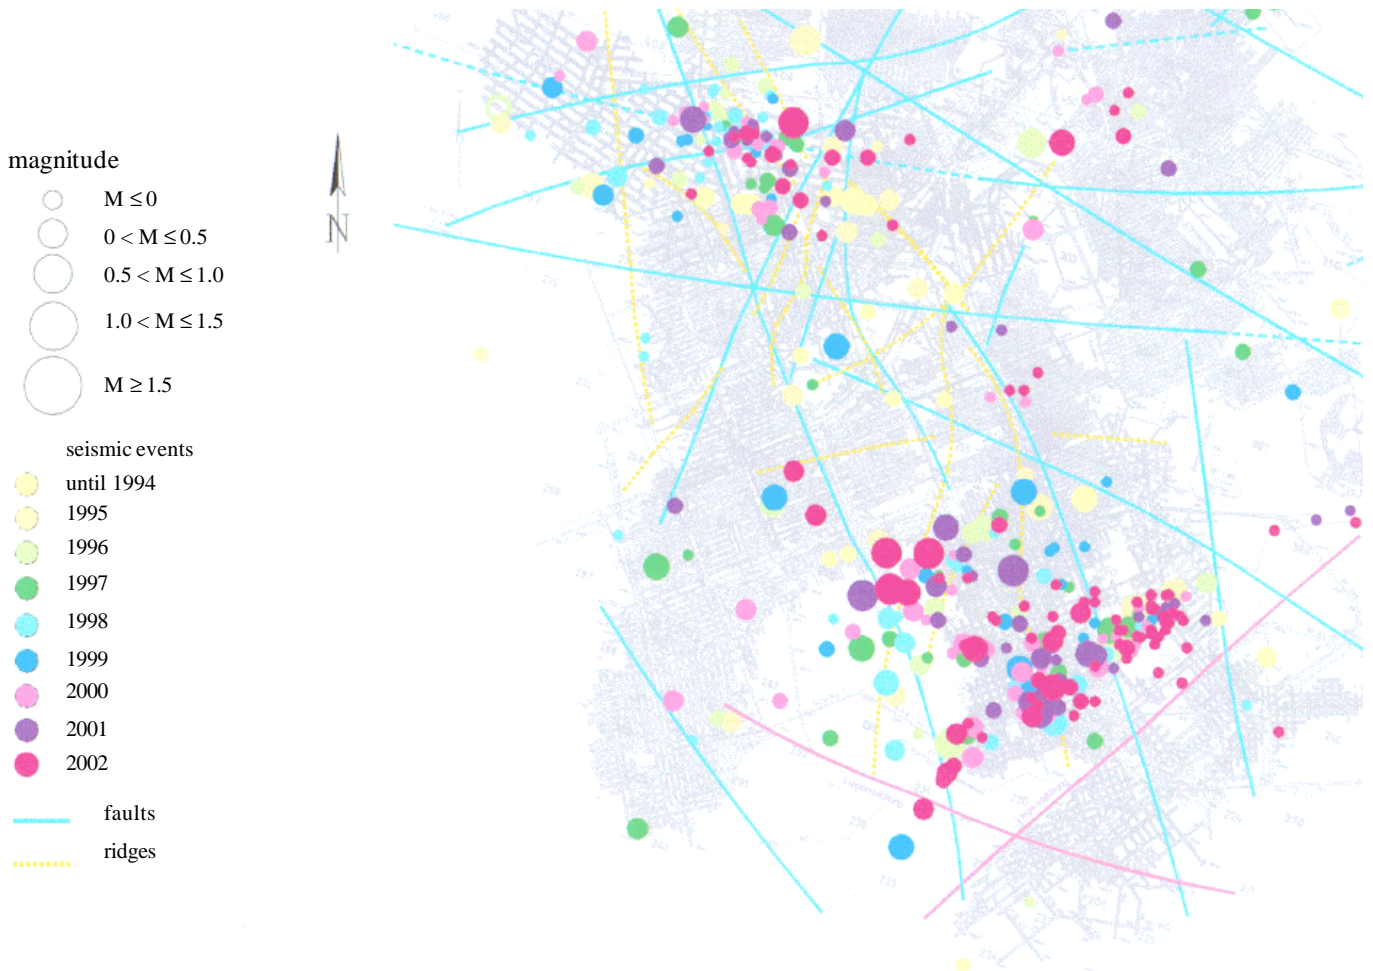 magnitude
M ≤ 0
0 < M ≤ 0.5
0.5 < M ≤ 1.0
1.0 < M ≤ 1.5
M ≥ 1.5
N
seismic events
until 1994
1995
1996
1997
1998
1999
2000
2001
2002
faults
ridges